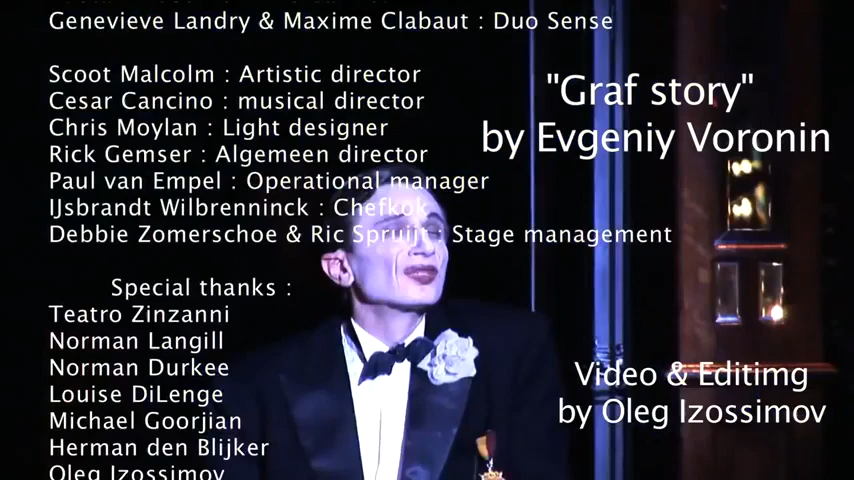 Genevieve Landry & Maxime Clabaut : Duo Sense
Scoot Malcolm : Artistic director
Cesar Cancino : musical director
Chris Moylan : Light designer
Rick Gemser : Algemeen director
Paul van Empel : Operational manager
IJsbrandt Wilbrenninck : Chefkok
Debbie Zomerschoe & Ric Spruijt : Stage management
Special thanks :
Teatro Zinzanni
Norman Langill
Norman Durkee
Louise DiLenge
Michael Goorjian
Herman den Blijker
Oleg Izossimov
"Graf story"
by Evgeniy Voronin
Video & Editimg
by Oleg Izossimov